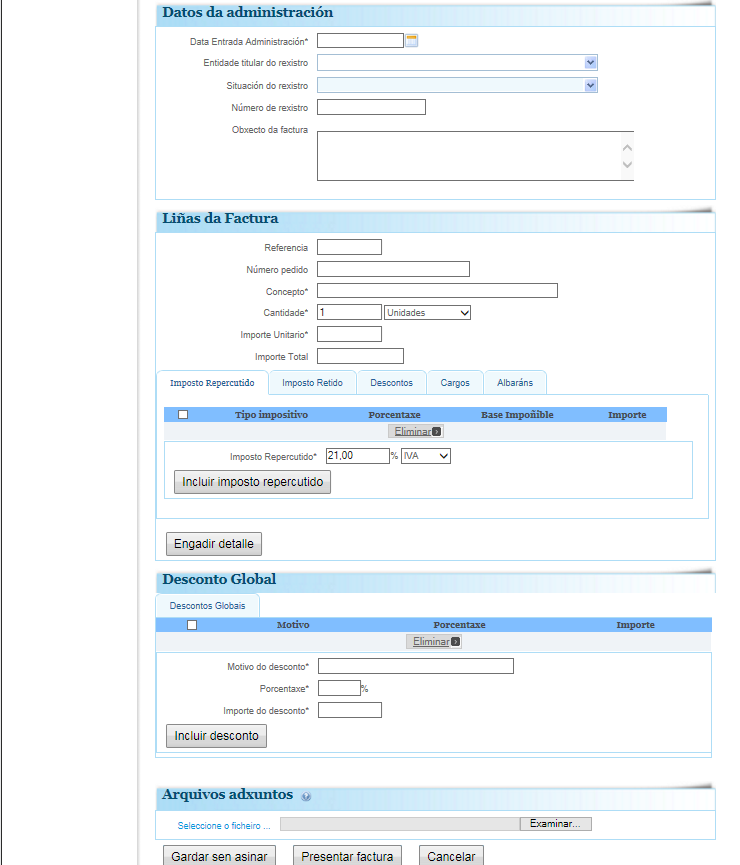 Datos da administración
Data Entrada Administración*
Entidade titular do rexistro
Situación do rexistro
Número de rexistro
Obxecto da factura
Liñas da Factura
Referencia
Número pedido
Concepto*
Cantidade* 1 Unidades
Importe Unitario*
Importe Total
Imposto Repercutido Imposto Retido Descontos Cargos Albaráns
Tipo impositivo Porcentaxe Base Impoñible Importe
Eliminar
Imposto Repercutido* 21,00 % IVA
Incluir imposto repercutido
Engadir detalle
Desconto Global
Descontos Globais
Motivo Porcentaxe Importe
Eliminar
Motivo do desconto*
Porcentaxe* %
Importe do desconto*
Incluir desconto
Arquivos adxuntos ?
Seleccione o ficheiro ... Examinar...
Gardar sen asinar Presentar factura Cancelar